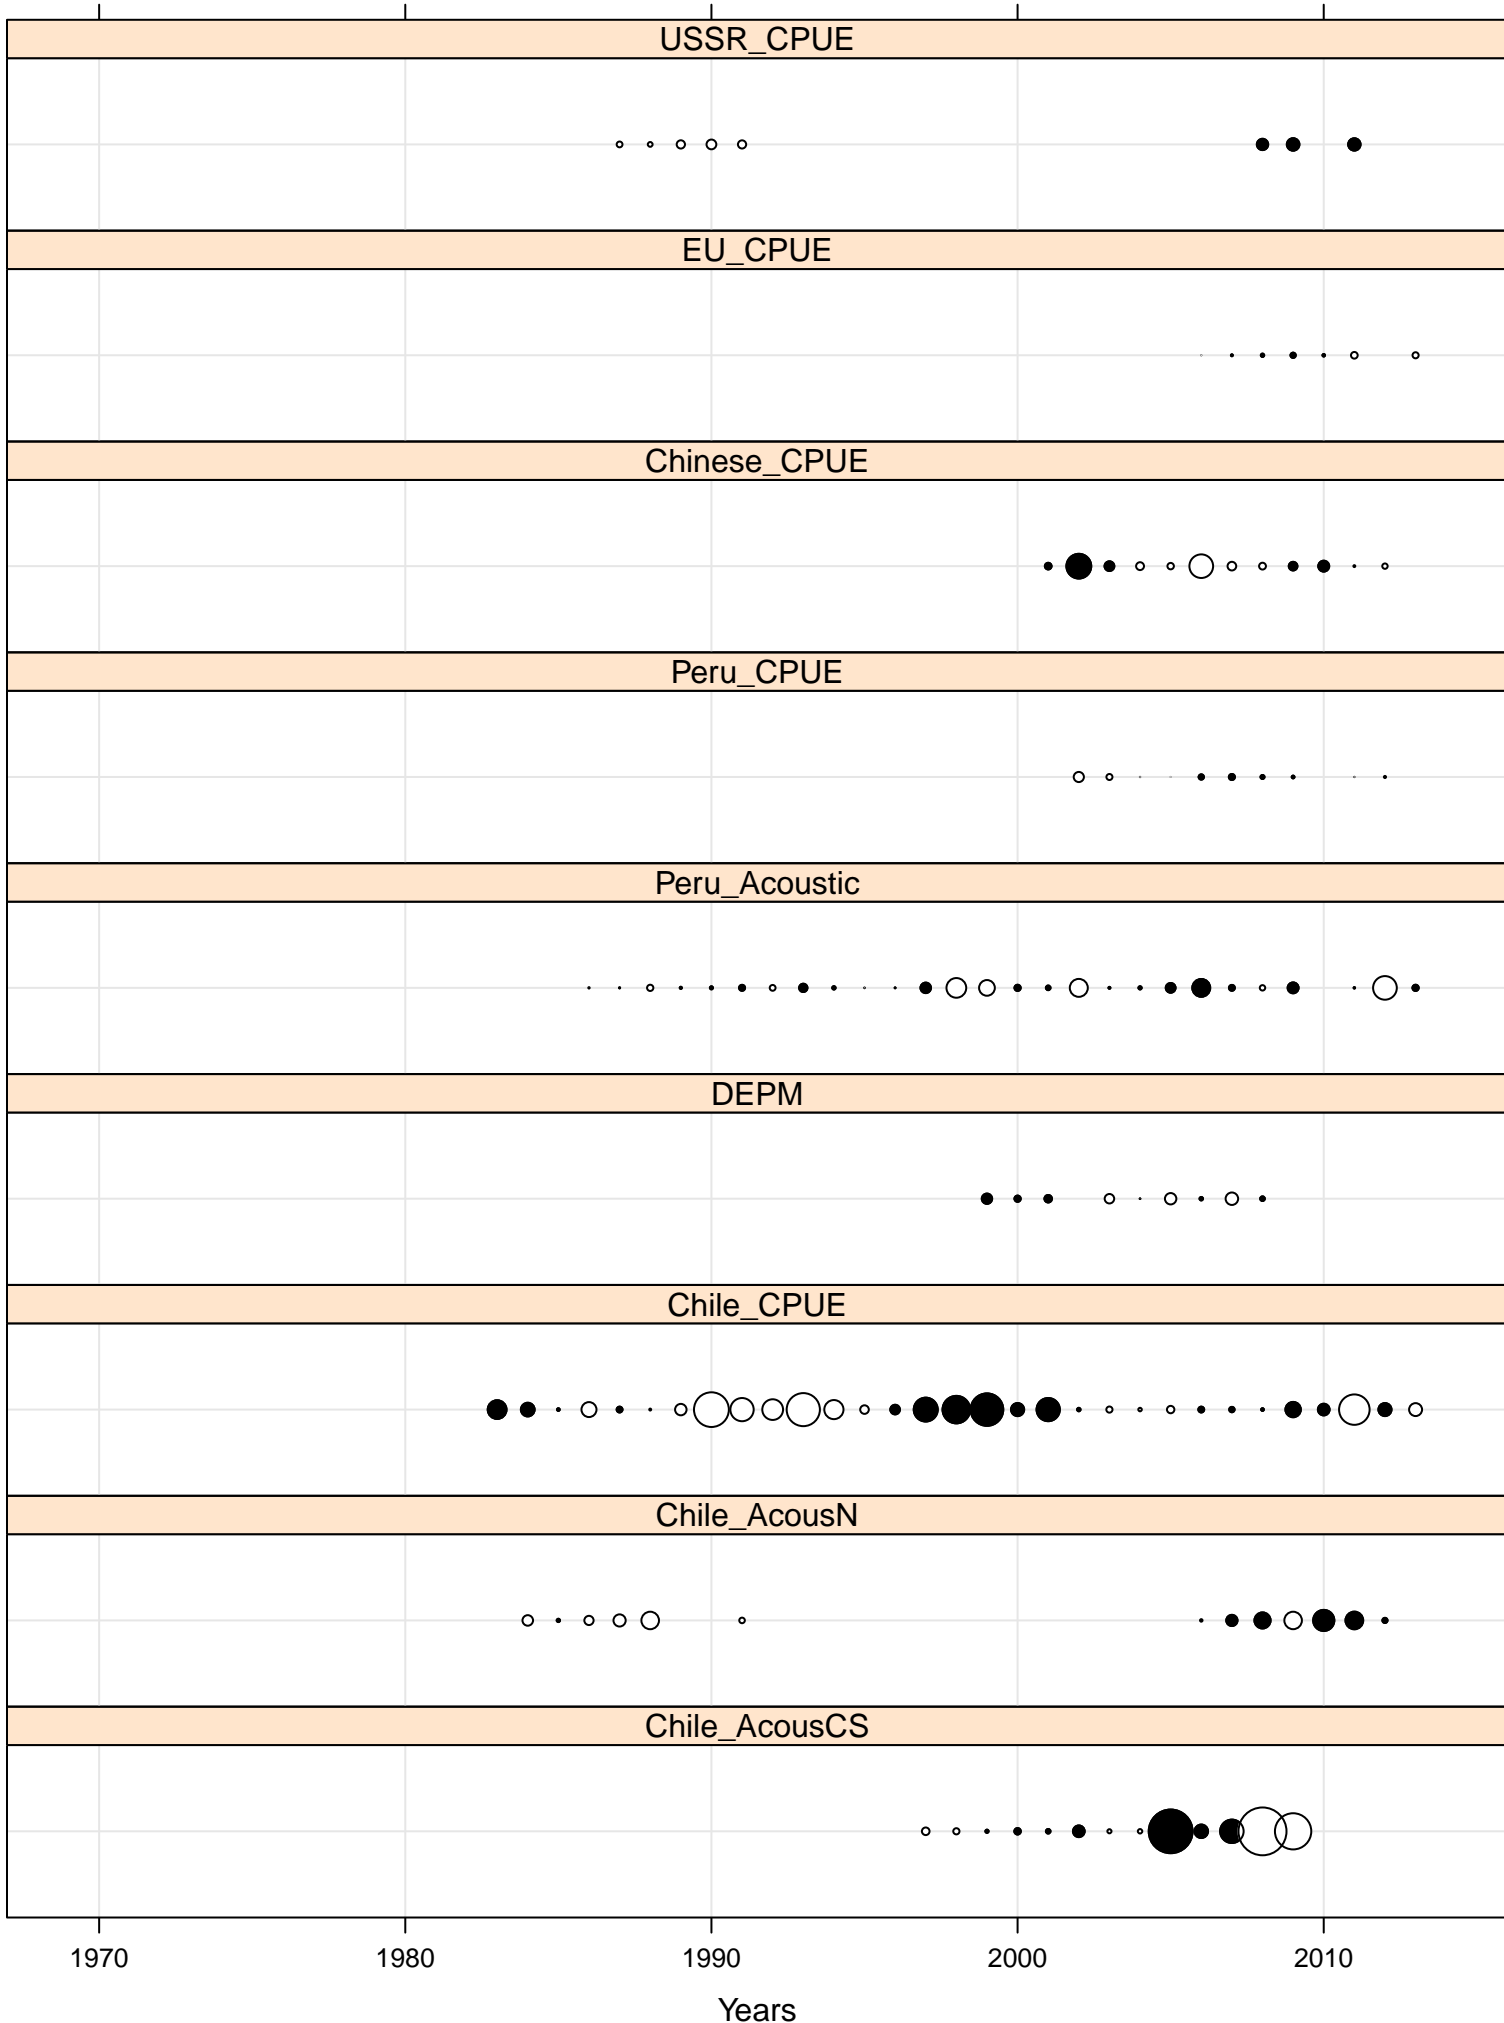 USSR_CPUE
EU_CPUE
Chinese_CPUE
Peru_CPUE
Peru_Acoustic
DEPM
Chile_CPUE
Chile_AcousN
Chile_AcousCS
1970 1980 1990 2000 2010
Years